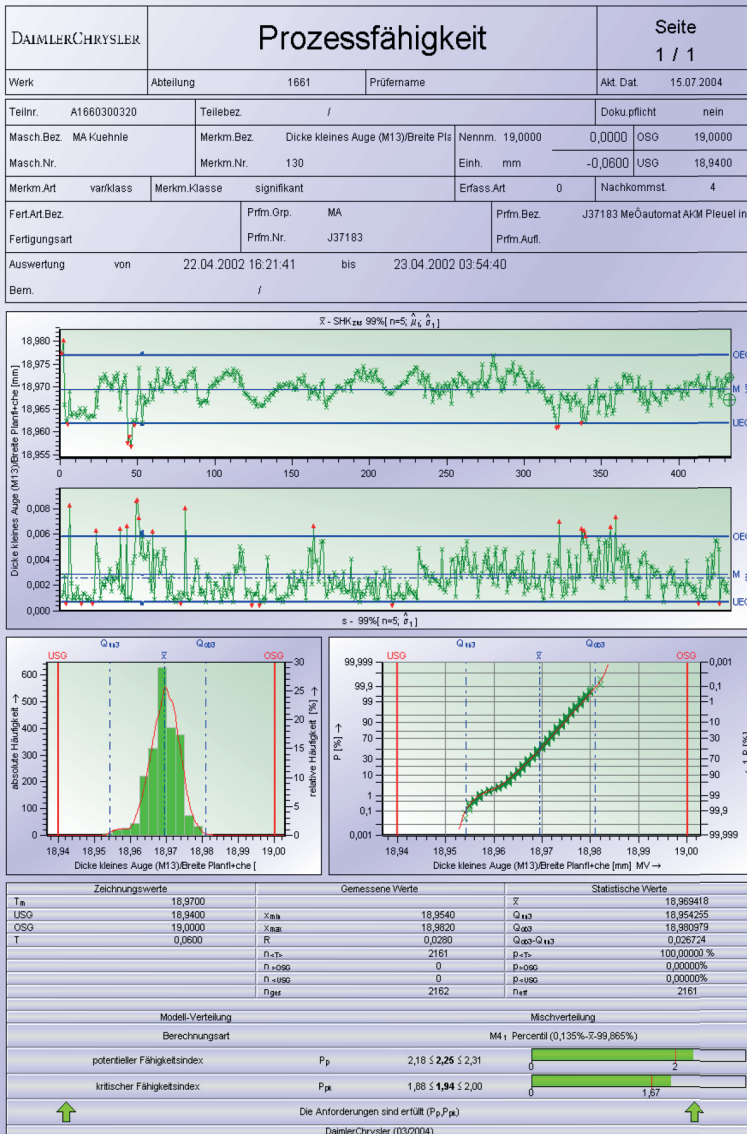 DAIMLERCHRYSLER
Prozessfähigkeit
Seite
1 / 1
Werk Abteilung 1661 Prüfername Akt. Dat. 15.07.2004
Teilnr. A1660300320 Teilebez. / Doku.pflicht nein
Masch.Bez. MA Kuehnle Merkm.Bez. Dicke kleines Auge (M13)/Breite Pla Nennm. 19,0000 0,0000 OSG 19,0000
Masch.Nr. Merkm.Nr. 130 Einh. mm -0,0600 USG 18,9400
Merkm.Art var/klass Merkm.Klasse signifikant Erfass.Art 0 Nachkommst. 4
Fert.Art.Bez. Prfm.Grp. MA Prfm.Bez. J37183 MeÔautomat AKM Pleuel in
Fertigungsart Prfm.Nr. J37183 Prfm.Aufl.
Auswertung von 22.04.2002 16:21:41 bis 23.04.2002 03:54:40
Bem. /
x̅ - SHK 99%[ n=5; μ̂1; σ̂1]
Dicke kleines Auge (M13)/Breite Planfl+che [mm]
18,980
18,975
18,970
18,965
18,960
18,955
OEG
M
UEG
0 50 100 150 200 250 300 350 400
0,008
0,006
0,004
0,002
0,000
OEG
M
UEG
s - 99%[ n=5; σ̂1]
USG Qun3 x̅ Qob3 OSG
absolute Häufigkeit →
600
500
400
300
200
100
0
relative Häufigkeit [%] →
30
25
20
15
10
5
0
18,94 18,95 18,96 18,97 18,98 18,99 19,00
Dicke kleines Auge (M13)/Breite Planfl+che [
USG Qun3 x̅ Qob3 OSG
P [%] →
99,999
99,9
99
90
70
30
10
1
0,1
0,001
0,001
0,1
1
10
30
70
90
99
99,9
99,999
18,94 18,95 18,96 18,97 18,98 18,99 19,00
Dicke kleines Auge (M13)/Breite Planfl+che [mm] MV →
Zeichnungswerte Gemessene Werte Statistische Werte
Tm 18,9700 x̅ 18,969418
USG 18,9400 xmin 18,9540 Qun3 18,954255
OSG 19,0000 xmax 18,9820 Qob3 18,980979
T 0,0600 R 0,0280 Qob3-Qun3 0,026724
n<T> 2161 p<T> 100,00000 %
n>OSG 0 p>OSG 0,00000%
n<USG 0 p<USG 0,00000%
nges 2162 neff 2161
Modell-Verteilung Mischverteilung
Berechnungsart M4 1 Percentil (0,135%-x̅-99,865%)
potentieller Fähigkeitsindex Pp 2,18 ≤ 2,25 ≤ 2,31
0 2
kritischer Fähigkeitsindex Ppk 1,88 ≤ 1,94 ≤ 2,00
0 1,67
Die Anforderungen sind erfüllt (Pp,Ppk)
DaimlerChrysler (03/2004)